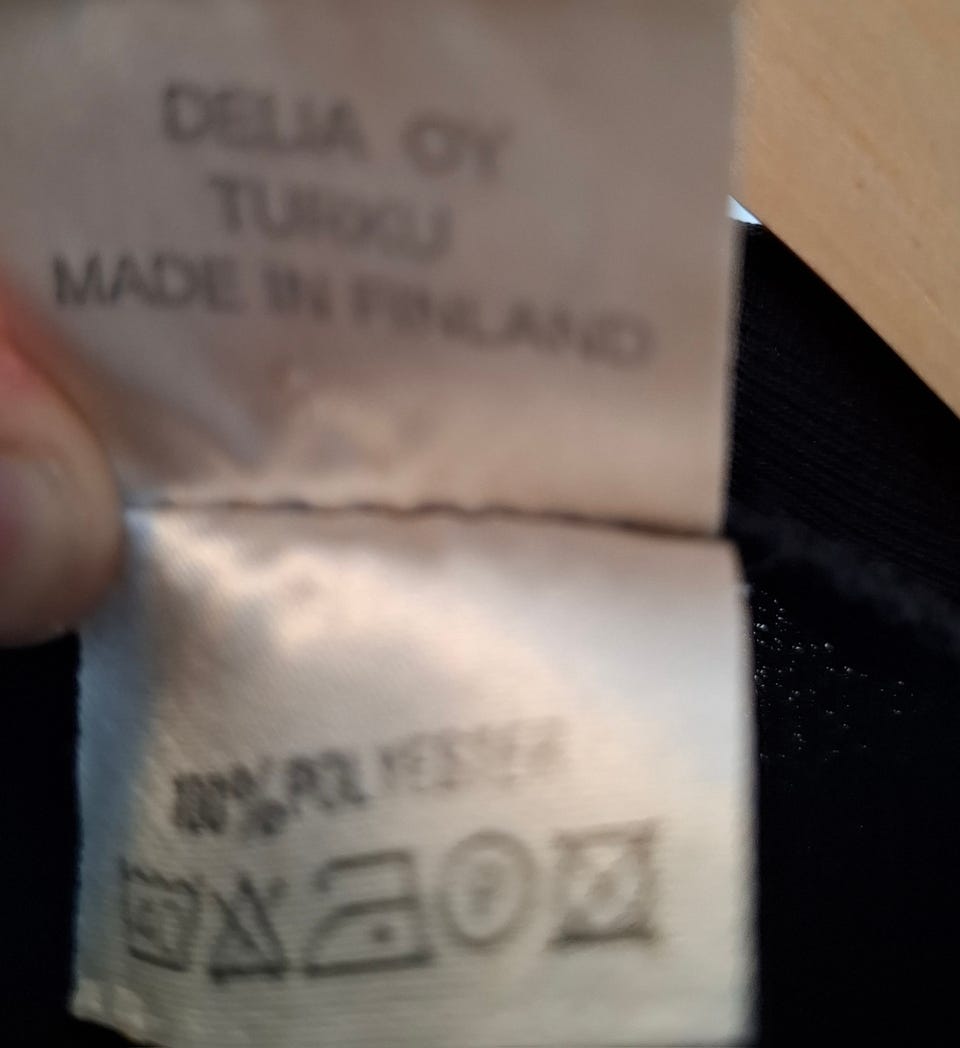 DELIA OY
TURKU
MADE IN FINLAND
100% POLYESTER